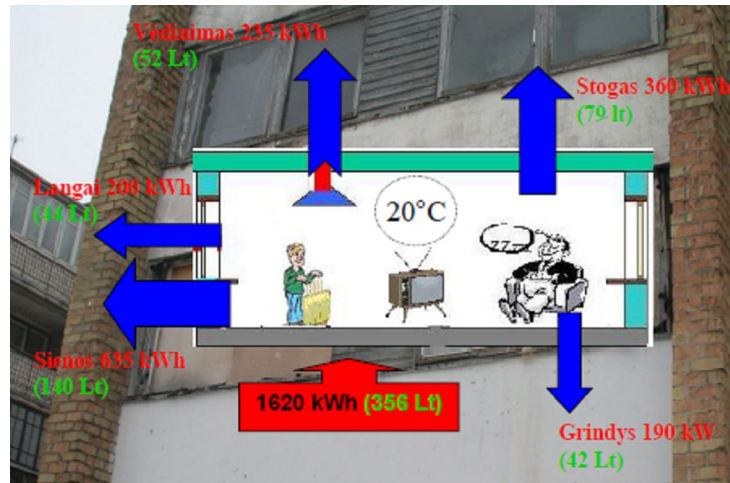 Vėdinimas 235 kWh
(52 Lt)
Stogas 360 kWh
(79 lt)
Langai 200 kWh
(44 Lt)
20°C
zzzz
Sienos 635 kWh
(140 Lt)
1620 kWh (356 Lt)
Grindys 190 kW
(42 Lt)